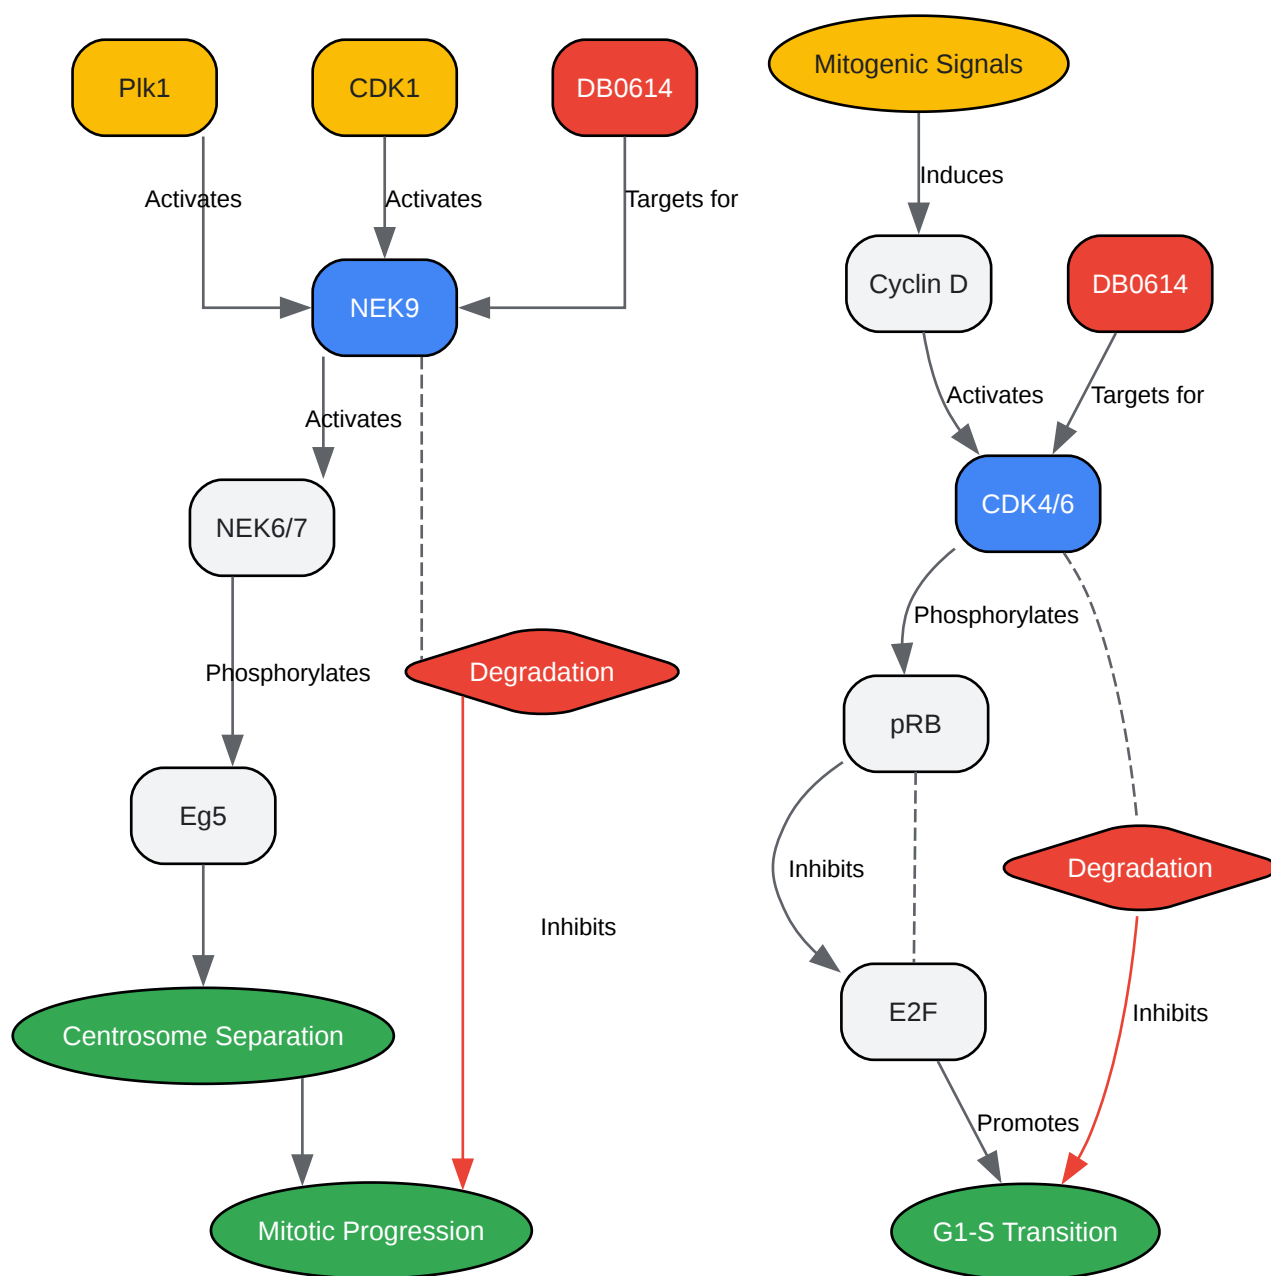 Plk1
CDK1
DB0614
Activates
Activates
Targets for
NEK9
Activates
NEK6/7
Phosphorylates
Degradation
Eg5
Inhibits
Centrosome Separation
Mitotic Progression
Mitogenic Signals
Induces
Cyclin D
DB0614
Activates
Targets for
CDK4/6
Phosphorylates
pRB
Inhibits
Degradation
E2F
Inhibits
Promotes
G1-S Transition